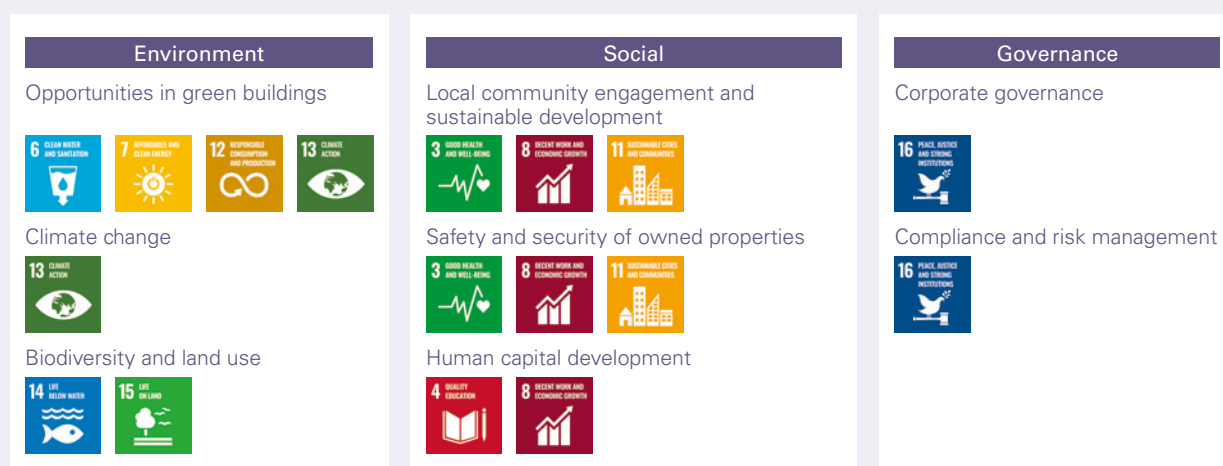 Environment
Opportunities in green buildings
6 CLEAN WATER
AND SANITATION
7 AFFORDABLE AND
CLEAN ENERGY
12 RESPONSIBLE
CONSUMPTION
AND PRODUCTION
13 CLIMATE
ACTION
Climate change
13 CLIMATE
ACTION
Biodiversity and land use
14 LIFE
BELOW WATER
15 LIFE
ON LAND
Social
Local community engagement and
sustainable development
3 GOOD HEALTH
AND WELL-BEING
8 DECENT WORK AND
ECONOMIC GROWTH
11 SUSTAINABLE CITIES
AND COMMUNITIES
Safety and security of owned properties
3 GOOD HEALTH
AND WELL-BEING
8 DECENT WORK AND
ECONOMIC GROWTH
11 SUSTAINABLE CITIES
AND COMMUNITIES
Human capital development
4 QUALITY
EDUCATION
8 DECENT WORK AND
ECONOMIC GROWTH
Governance
Corporate governance
16 PEACE, JUSTICE
AND STRONG
INSTITUTIONS
Compliance and risk management
16 PEACE, JUSTICE
AND STRONG
INSTITUTIONS